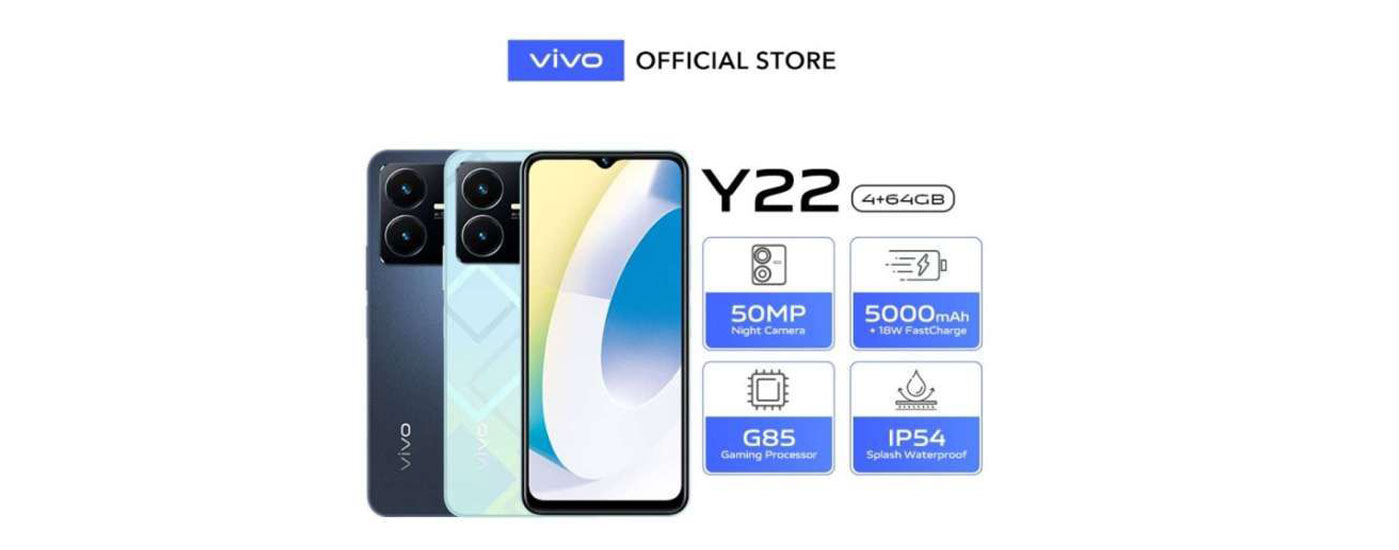 vivo OFFICIAL STORE
Y22 4+64GB
50MP
Night Camera
5000mAh
+ 18W FastCharge
G85
Gaming Processor
IP54
Splash Waterproof
vivo
vivo